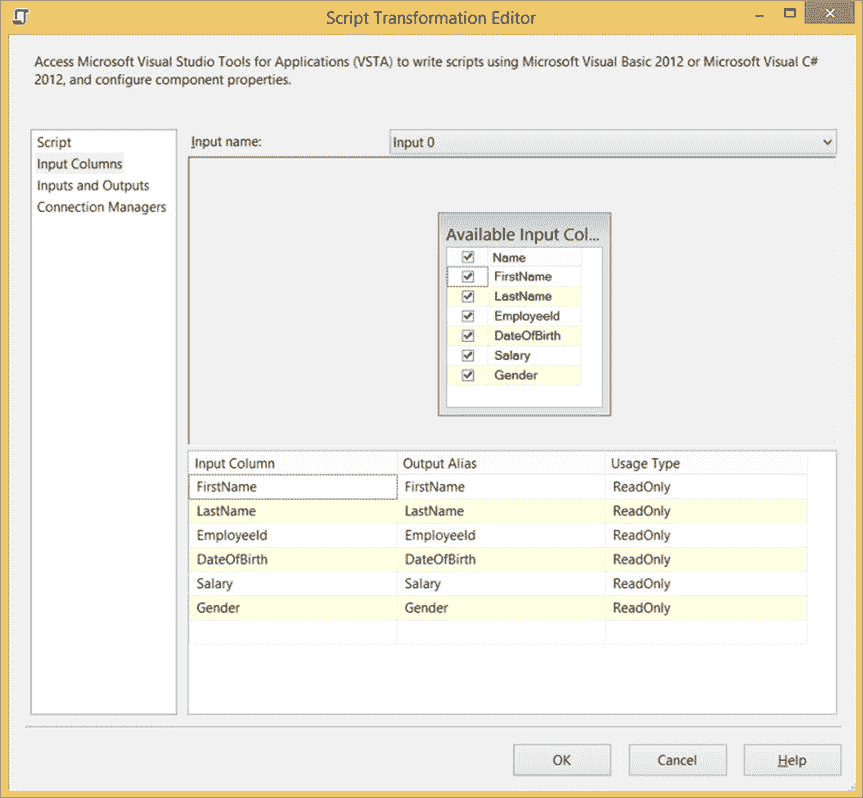 Script Transformation Editor
Access Microsoft Visual Studio Tools for Applications (VSTA) to write scripts using Microsoft Visual Basic 2012 or Microsoft Visual C#
2012, and configure component properties.
Script
Input Columns
Inputs and Outputs
Connection Managers
Input name:
Input 0
Available Input Col...
Name
FirstName
LastName
EmployeeId
DateOfBirth
Salary
Gender
Input Column Output Alias Usage Type
FirstName FirstName ReadOnly
LastName LastName ReadOnly
EmployeeId EmployeeId ReadOnly
DateOfBirth DateOfBirth ReadOnly
Salary Salary ReadOnly
Gender Gender ReadOnly
OK Cancel Help